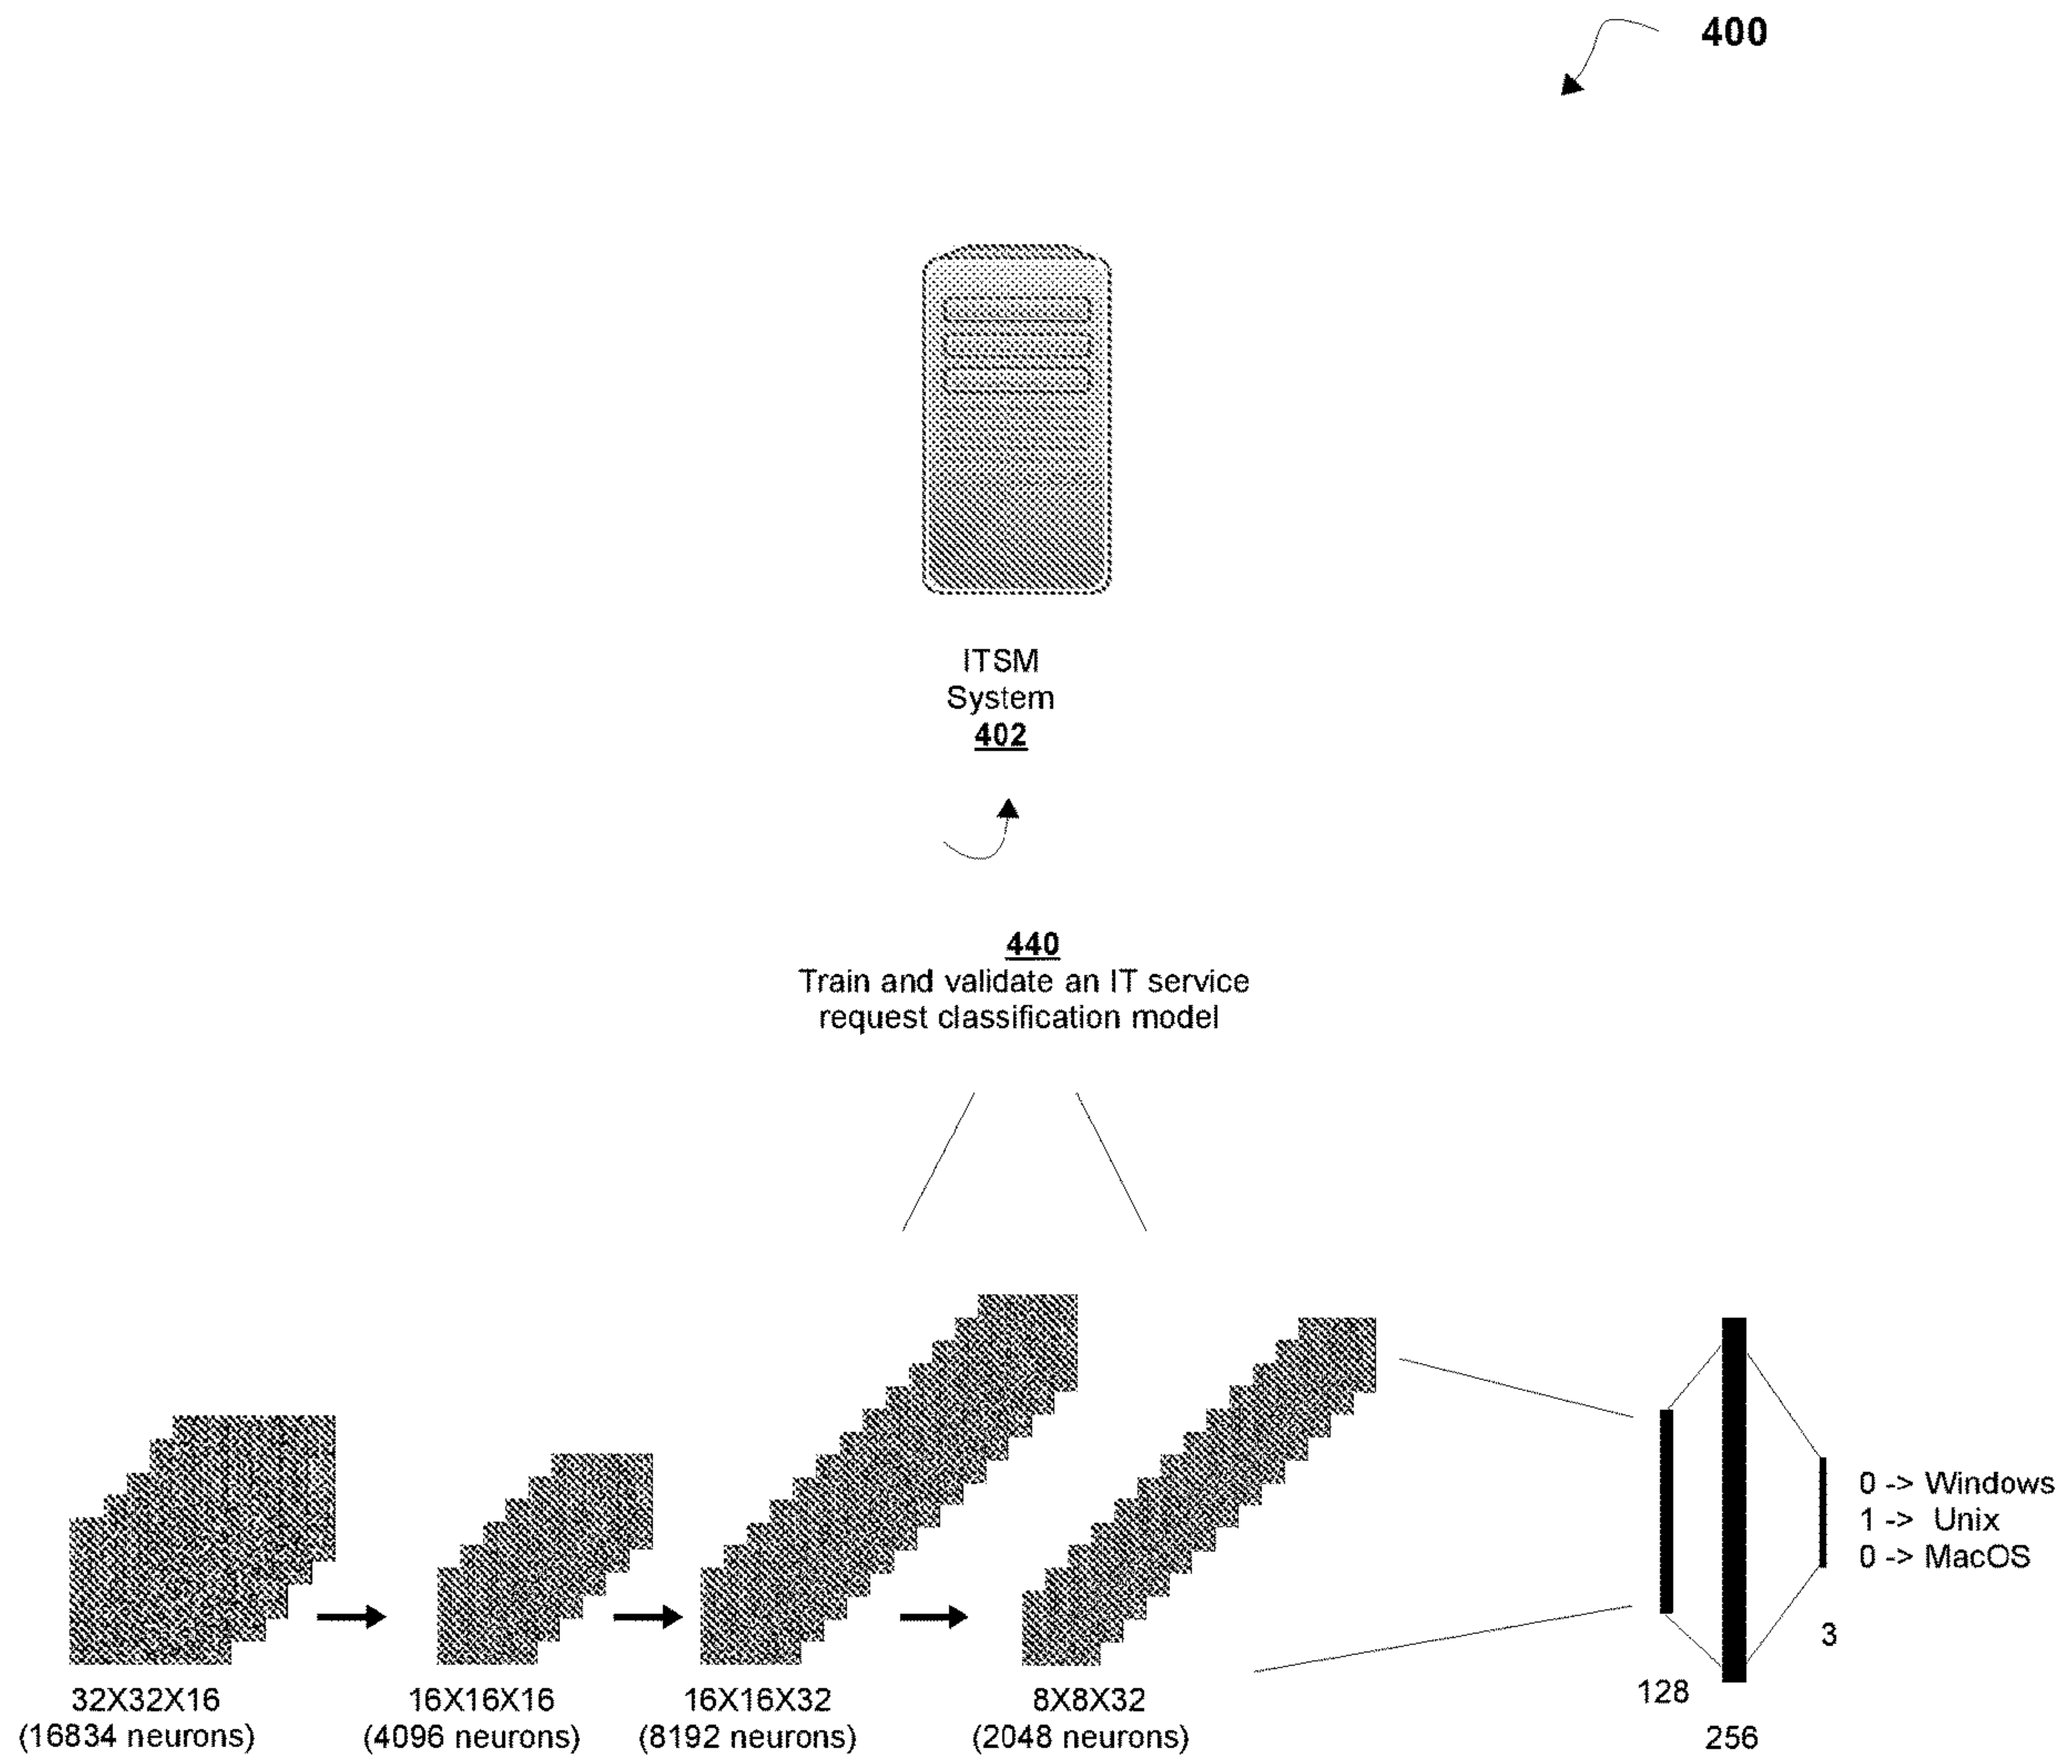 400
ITSM
System
402
440
Train and validate an IT service
request classification model
0 -> Windows
1 -> Unix
0 -> MacOS
3
128
256
32X32X16
(16834 neurons)
16X16X16
(4096 neurons)
16X16X32
(8192 neurons)
8X8X32
(2048 neurons)